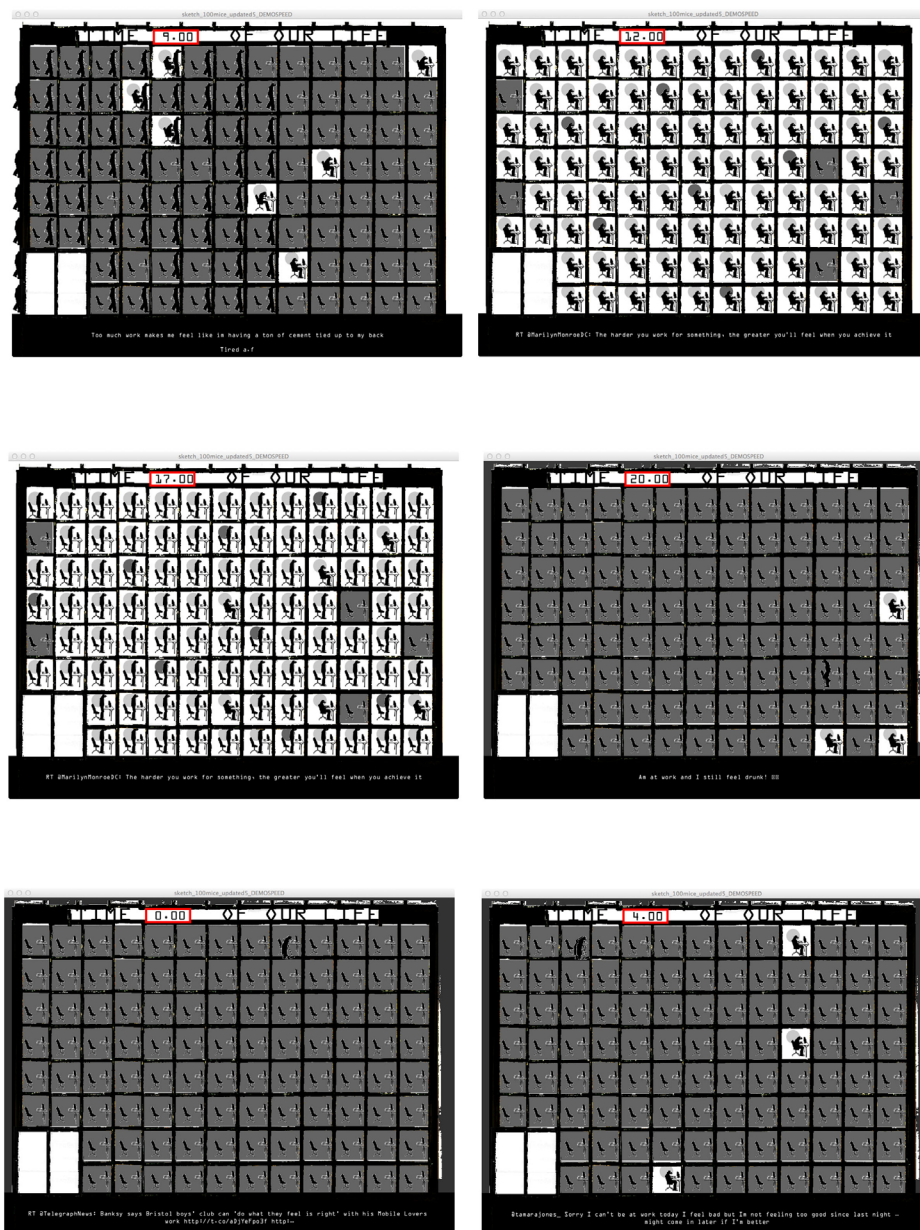 sketch_100mice_updated5_DEMOSPEED
TIME 9.00 OF OUR LIFE
Too much work makes me feel like im having a ton of cement tied up to my back
Tired a.f
sketch_100mice_updated5_DEMOSPEED
TIME 12.00 OF OUR LIFE
RT @MarilynMonroeDC: The harder you work for something, the greater you'll feel when you achieve it
sketch_100mice_updated5_DEMOSPEED
TIME 17.00 OF OUR LIFE
RT @MarilynMonroeDC: The harder you work for something, the greater you'll feel when you achieve it
sketch_100mice_updated5_DEMOSPEED
TIME 20.00 OF OUR LIFE
Am at work and I still feel drunk!
sketch_100mice_updated5_DEMOSPEED
TIME 0.00 OF OUR LIFE
RT @TelegraphNews: Banksy says Bristol boys' club can 'do what they feel is right' with his Mobile Lovers
work
sketch_100mice_updated5_DEMOSPEED
TIME 4.00 OF OUR LIFE
@tamarajones_ Sorry I can't be at work today I feel bad but Im not feeling too good since last night —
might come in later if I'm better